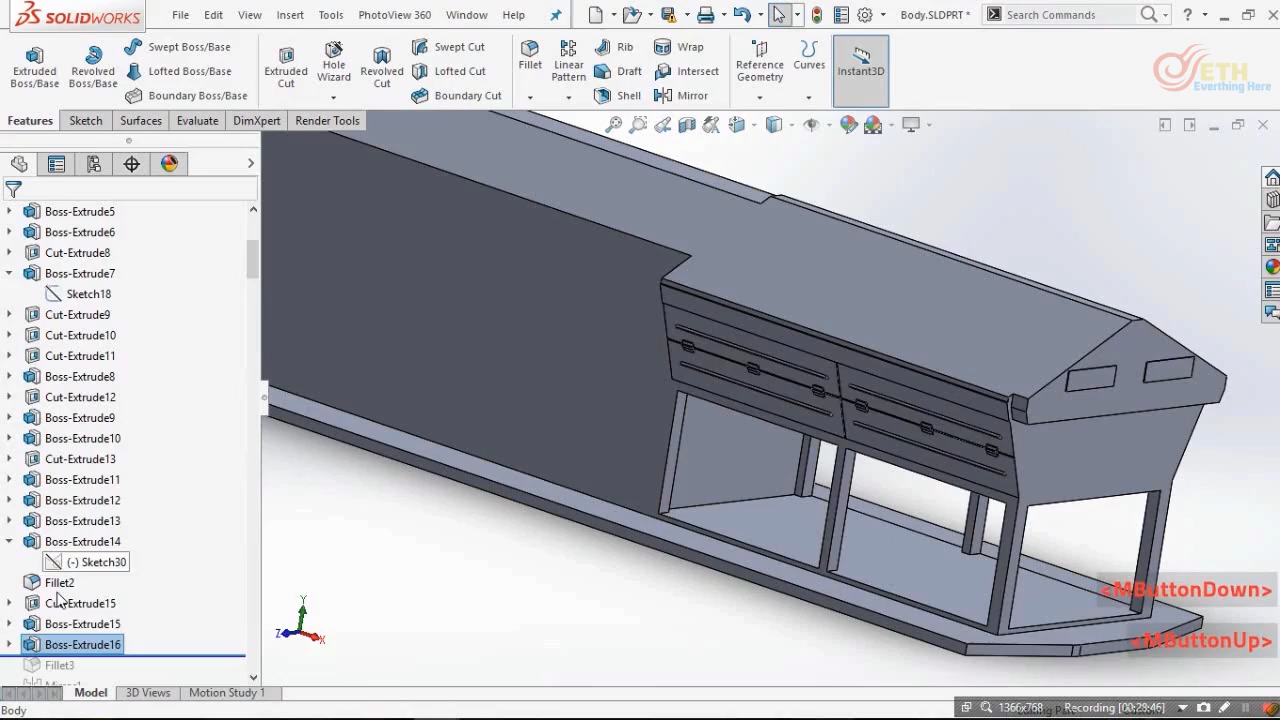 SOLIDWORKS File Edit View Insert Tools PhotoView 360 Window Help Body.SLDPRT * Search Commands ?
Extruded Boss/Base Revolved Boss/Base Swept Boss/Base Lofted Boss/Base Boundary Boss/Base Extruded Cut Hole Wizard Revolved Cut Swept Cut Lofted Cut Boundary Cut Fillet Linear Pattern Rib Draft Shell Wrap Intersect Mirror Reference Geometry Curves Instant3D
ETH
Everthing Here
Features Sketch Surfaces Evaluate DimXpert Render Tools
Boss-Extrude5
Boss-Extrude6
Cut-Extrude8
Boss-Extrude7
Sketch18
Cut-Extrude9
Cut-Extrude10
Cut-Extrude11
Boss-Extrude8
Cut-Extrude12
Boss-Extrude9
Boss-Extrude10
Cut-Extrude13
Boss-Extrude11
Boss-Extrude12
Boss-Extrude13
Boss-Extrude14
(-) Sketch30
Fillet2
Cut-Extrude15
Boss-Extrude15
Boss-Extrude16
Fillet3
Y
Z
X
<MButtonDown>
<MButtonUp>
Model 3D Views Motion Study 1
Body
1366x768 Recording [00:28:46]